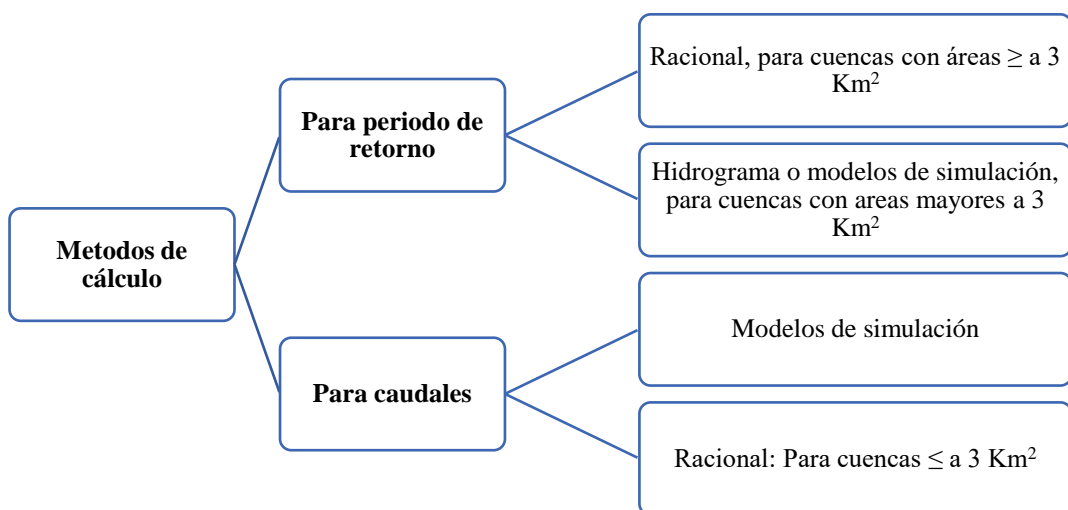 Racional, para cuencas con áreas ≥ a 3
Km²
Para periodo de
retorno
Hidrograma o modelos de simulación,
para cuencas con areas mayores a 3
Km²
Metodos de
cálculo
Modelos de simulación
Para caudales
Racional: Para cuencas ≤ a 3 Km²